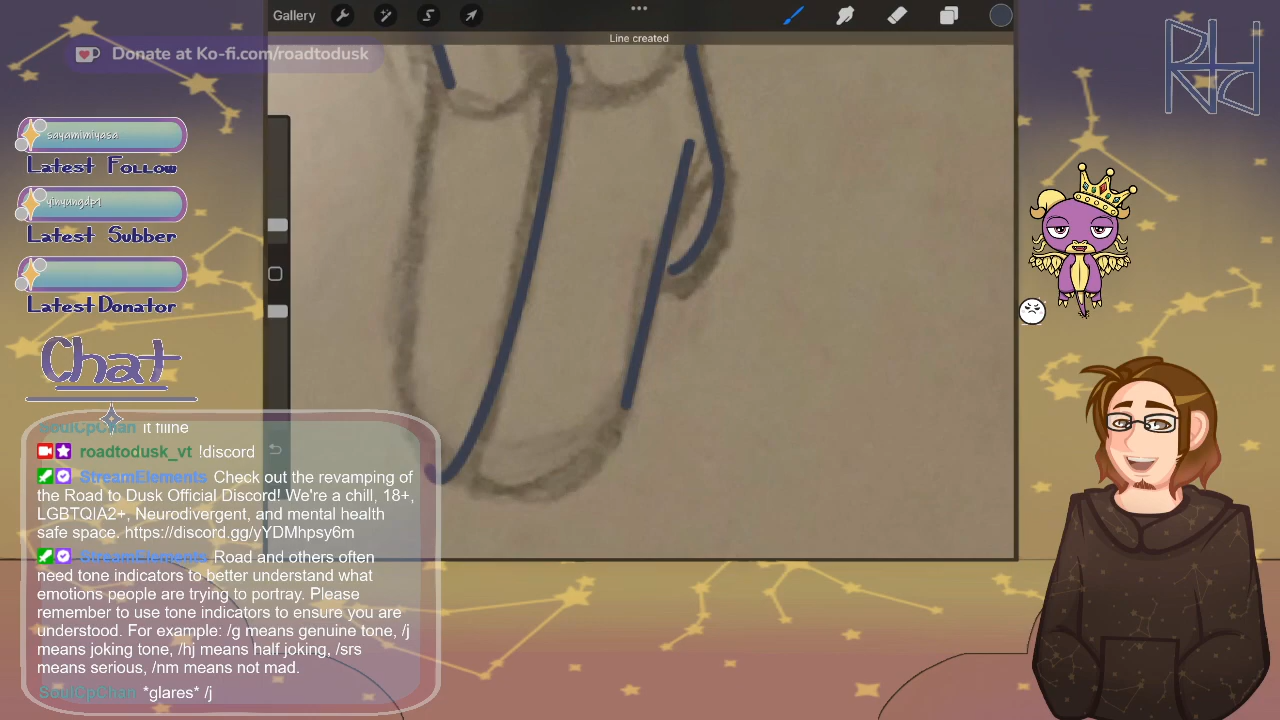 Gallery
Line created
Donate at Ko-fi.com/roadtodusk
sayamimiyasa
Latest Follow
yinyungdp1
Latest Subber
Latest Donator
Chat
SoulCpChan it fiiine
roadtodusk_vt !discord
StreamElements Check out the revamping of
the Road to Dusk Official Discord! We're a chill, 18+,
LGBTQIA2+, Neurodivergent, and mental health
safe space. https://discord.gg/yYDMhpsy6m
StreamElements Road and others often
need tone indicators to better understand what
emotions people are trying to portray. Please
remember to use tone indicators to ensure you are
understood. For example: /g means genuine tone, /j
means joking tone, /hj means half joking, /srs
means serious, /nm means not mad.
SoulCpChan *glares* /j